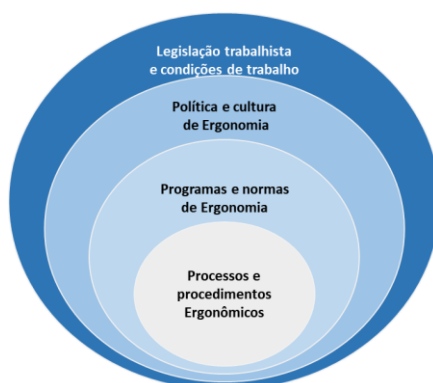 Legislação trabalhista
e condições de trabalho
Política e cultura
de Ergonomia
Programas e normas
de Ergonomia
Processos e
procedimentos
Ergonômicos